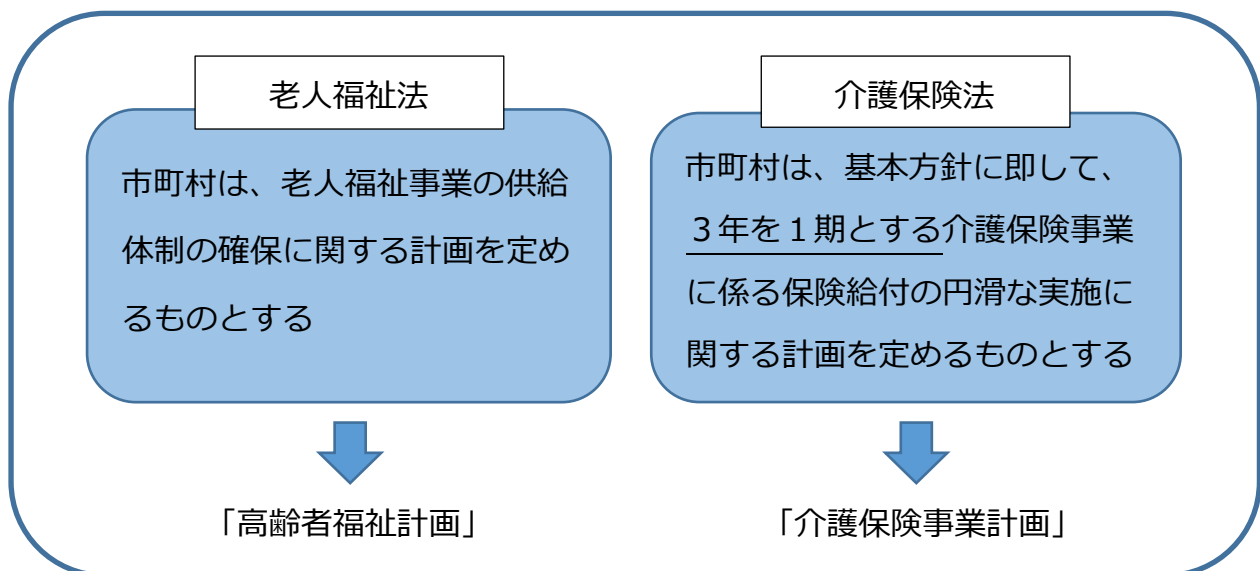 老人福祉法
市町村は、老人福祉事業の供給
体制の確保に関する計画を定め
るものとする
「高齢者福祉計画」
介護保険法
市町村は、基本方針に即して、
３年を１期とする介護保険事業
に係る保険給付の円滑な実施に
関する計画を定めるものとする
「介護保険事業計画」